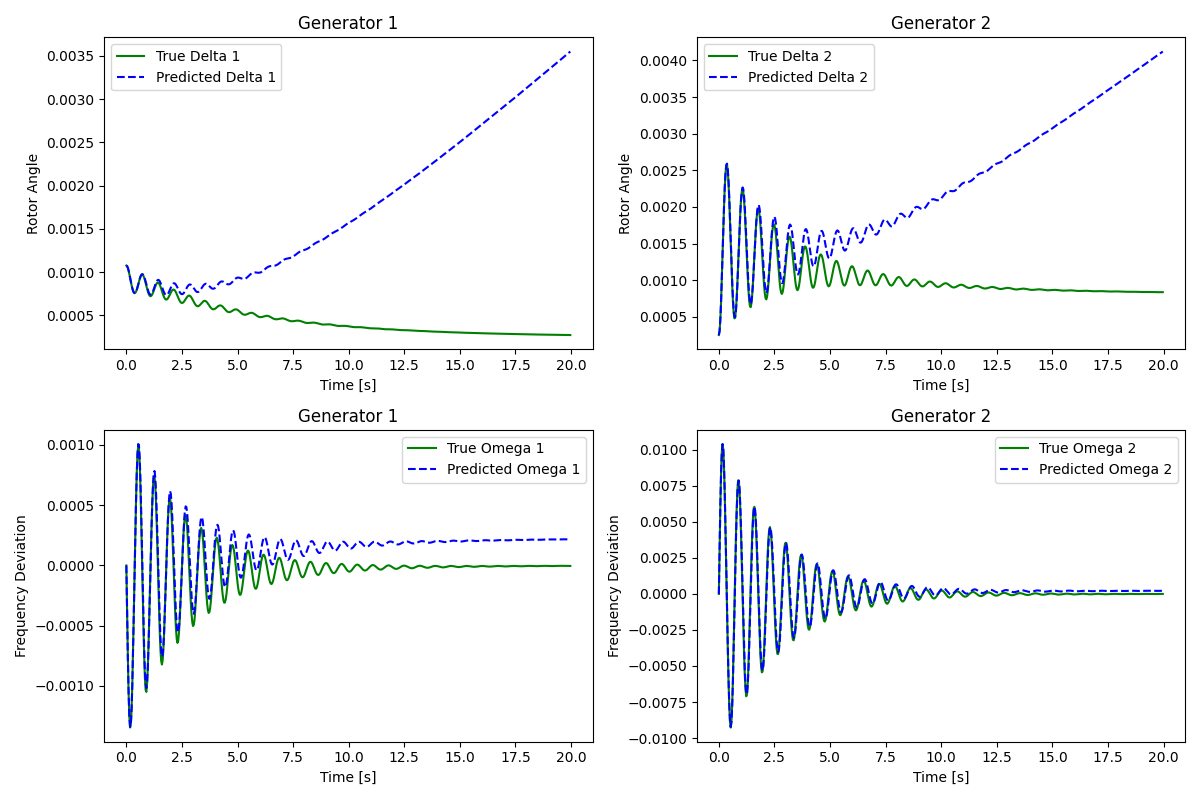 Generator 1
True Delta 1
Predicted Delta 1
Rotor Angle
0.0035
0.0030
0.0025
0.0020
0.0015
0.0010
0.0005
0.0 2.5 5.0 7.5 10.0 12.5 15.0 17.5 20.0
Time [s]
Generator 2
True Delta 2
Predicted Delta 2
Rotor Angle
0.0040
0.0035
0.0030
0.0025
0.0020
0.0015
0.0010
0.0005
0.0 2.5 5.0 7.5 10.0 12.5 15.0 17.5 20.0
Time [s]
Generator 1
True Omega 1
Predicted Omega 1
Frequency Deviation
0.0010
0.0005
0.0000
−0.0005
−0.0010
0.0 2.5 5.0 7.5 10.0 12.5 15.0 17.5 20.0
Time [s]
Generator 2
True Omega 2
Predicted Omega 2
Frequency Deviation
0.0100
0.0075
0.0050
0.0025
0.0000
−0.0025
−0.0050
−0.0075
−0.0100
0.0 2.5 5.0 7.5 10.0 12.5 15.0 17.5 20.0
Time [s]